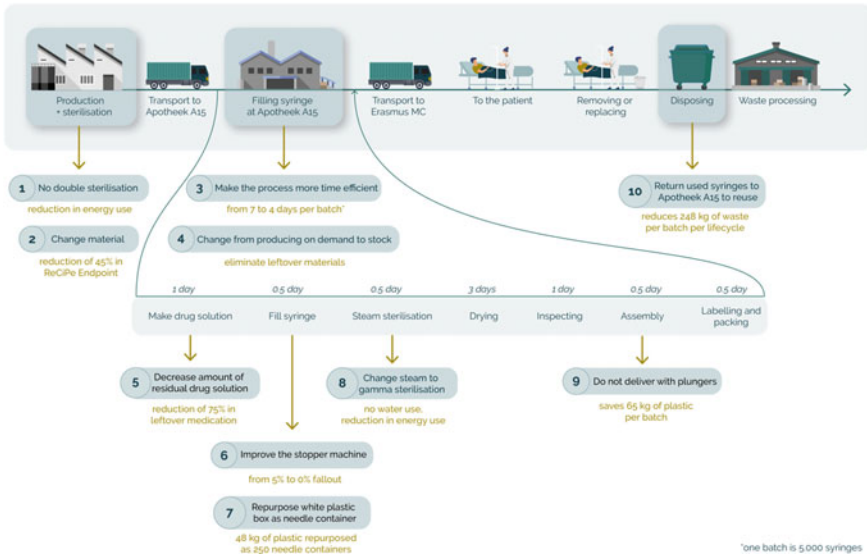 Production
+ sterilisation
Transport to
Apotheek A15
Filling syringe
at Apotheek A15
Transport to
Erasmus MC
To the patient
Removing or
replacing
Disposing
Waste processing
1 No double sterilisation
reduction in energy use
2 Change material
reduction of 45% in
ReCiPe Endpoint
3 Make the process more time efficient
from 7 to 4 days per batch*
4 Change from producing on demand to stock
eliminate leftover materials
10 Return used syringes to
Apotheek A15 to reuse
reduces 248 kg of waste
per batch per lifecycle
1 day
0.5 day
0.5 day
3 days
1 day
0.5 day
0.5 day
Make drug solution
Fill syringe
Steam sterilisation
Drying
Inspecting
Assembly
Labelling and
packing
5 Decrease amount of
residual drug solution
reduction of 75% in
leftover medication
8 Change steam to
gamma sterilisation
no water use,
reduction in energy use
9 Do not deliver with plungers
saves 65 kg of plastic
per batch
6 Improve the stopper machine
from 5% to 0% fallout
7 Repurpose white plastic
box as needle container
48 kg of plastic repurposed
as 250 needle containers
*one batch is 5.000 syringes